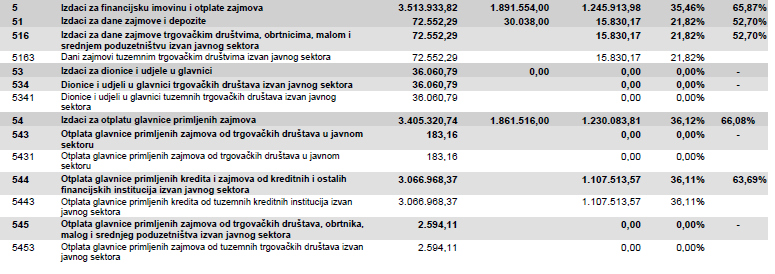 5 Izdaci za financijsku imovinu i otplate zajmova 3.513.933,82 1.891.554,00 1.245.913,98 35,46% 65,87%
51 Izdaci za dane zajmove i depozite 72.552,29 30.038,00 15.830,17 21,82% 52,70%
516 Izdaci za dane zajmove trgovačkim društvima, obrtnicima, malom i 72.552,29 15.830,17 21,82% 52,70%
srednjem poduzetništvu izvan javnog sektora
5163 Dani zajmovi tuzemnim trgovačkim društvima izvan javnog sektora 72.552,29 15.830,17 21,82%
53 Izdaci za dionice i udjele u glavnici 36.060,79 0,00 0,00 0,00% -
534 Dionice i udjeli u glavnici trgovačkih društava izvan javnog sektora 36.060,79 0,00 0,00% -
5341 Dionice i udjeli u glavnici tuzemnih trgovačkih društava izvan javnog 36.060,79 0,00 0,00%
sektora
54 Izdaci za otplatu glavnice primljenih zajmova 3.405.320,74 1.861.516,00 1.230.083,81 36,12% 66,08%
543 Otplata glavnice primljenih zajmova od trgovačkih društava u javnom 183,16 0,00 0,00% -
sektoru
5431 Otplata glavnice primljenih zajmova od trgovačkih društava u javnom 183,16 0,00 0,00%
sektoru
544 Otplata glavnice primljenih kredita i zajmova od kreditnih i ostalih 3.066.968,37 1.107.513,57 36,11% 63,69%
financijskih institucija izvan javnog sektora
5443 Otplata glavnice primljenih kredita od tuzemnih kreditnih institucija izvan 3.066.968,37 1.107.513,57 36,11%
javnog sektora
545 Otplata glavnice primljenih zajmova od trgovačkih društava, obrtnika, 2.594,11 0,00 0,00% -
malog i srednjeg poduzetništva izvan javnog sektora
5453 Otplata glavnice primljenih zajmova od tuzemnih trgovačkih društava izvan 2.594,11 0,00 0,00%
javnog sektora